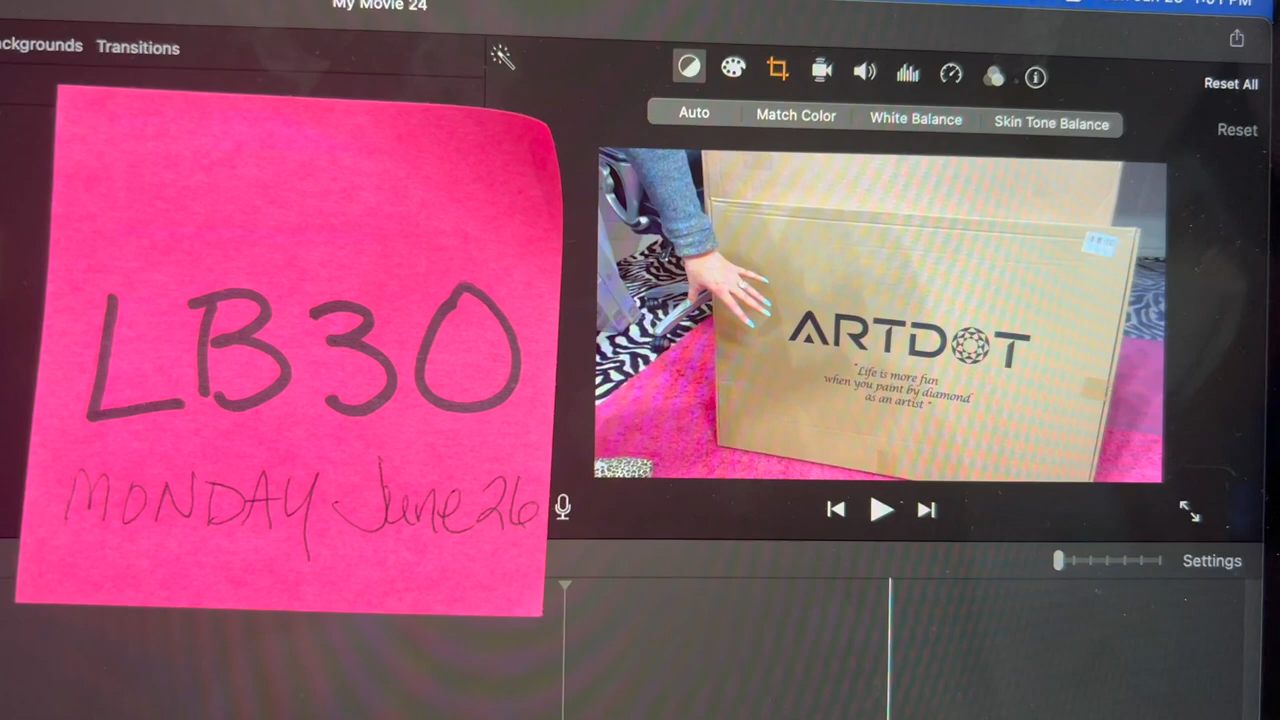 My Movie 24
ckgrounds Transitions
Reset All
Auto Match Color White Balance Skin Tone Balance
Reset
LB30
MONDAY June 26
ARTDOT
"Life is more fun
when you paint by diamond
as an artist"
Settings